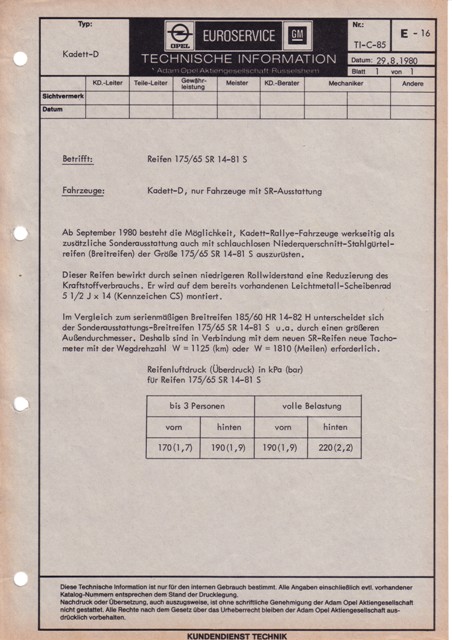 Typ:
Kadett-D
OPEL
EUROSERVICE
GM
TECHNISCHE INFORMATION
Adam Opel Aktiengesellschaft Rüsselsheim
Nr.:
TI-C-85
E - 16
Datum: 29.8.1980
Blatt 1 von 1
KD.-Leiter Teile-Leiter Gewähr-leistung Meister KD.-Berater Mechaniker Andere
Sichtvermerk
Datum
Betrifft: Reifen 175/65 SR 14-81 S
Fahrzeuge: Kadett-D, nur Fahrzeuge mit SR-Ausstattung
Ab September 1980 besteht die Möglichkeit, Kadett-Rallye-Fahrzeuge werkseitig als
zusätzliche Sonderausstattung auch mit schlauchlosen Niederquerschnitt-Stahlgürtel-
reifen (Breitreifen) der Größe 175/65 SR 14-81 S auszurüsten.
Dieser Reifen bewirkt durch seinen niedrigeren Rollwiderstand eine Reduzierung des
Kraftstoffverbrauchs. Er wird auf dem bereits vorhandenen Leichtmetall-Scheibenrad
5 1/2 J x 14 (Kennzeichen CS) montiert.
Im Vergleich zum serienmäßigen Breitreifen 185/60 HR 14-82 H unterscheidet sich
der Sonderausstattungs-Breitreifen 175/65 SR 14-81 S u.a. durch einen größeren
Außendurchmesser. Deshalb sind in Verbindung mit dem neuen SR-Reifen neue Tacho-
meter mit der Wegdrehzahl W = 1125 (km) oder W = 1810 (Meilen) erforderlich.
Reifenluftdruck (Überdruck) in kPa (bar)
für Reifen 175/65 SR 14-81 S
bis 3 Personen volle Belastung
vorn hinten vorn hinten
170(1,7) 190(1,9) 190(1,9) 220(2,2)
Diese Technische Information ist nur für den internen Gebrauch bestimmt. Alle Angaben einschließlich evtl. vorhandener
Katalog-Nummern entsprechen dem Stand der Drucklegung.
Nachdruck oder Übersetzung, auch auszugsweise, ist ohne schriftliche Genehmigung der Adam Opel Aktiengesellschaft
nicht gestattet. Alle Rechte nach dem Gesetz über das Urheberrecht bleiben der Adam Opel Aktiengesellschaft aus-
drücklich vorbehalten.
KUNDENDIENST TECHNIK